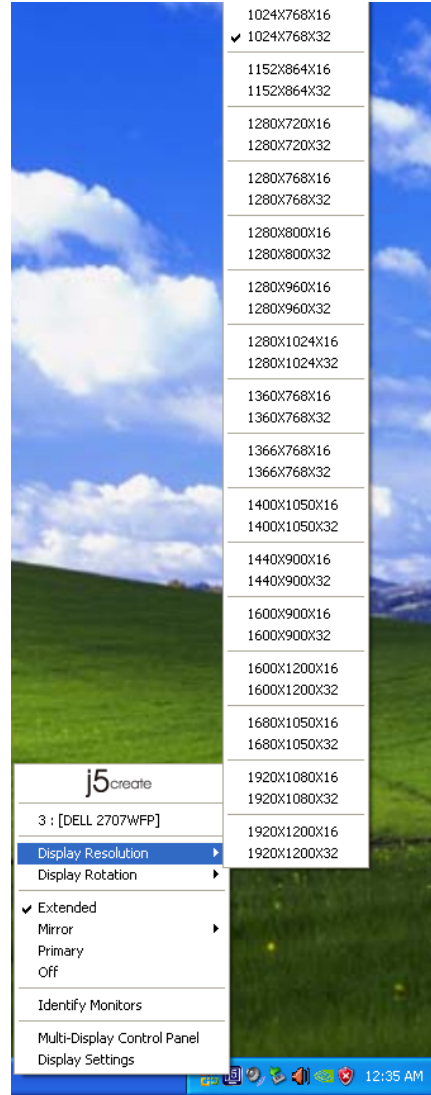 1024X768X16
1024X768X32
1152X864X16
1152X864X32
1280X720X16
1280X720X32
1280X768X16
1280X768X32
1280X800X16
1280X800X32
1280X960X16
1280X960X32
1280X1024X16
1280X1024X32
1360X768X16
1360X768X32
1366X768X16
1366X768X32
1400X1050X16
1400X1050X32
1440X900X16
1440X900X32
1600X900X16
1600X900X32
1600X1200X16
1600X1200X32
1680X1050X16
1680X1050X32
1920X1080X16
1920X1080X32
1920X1200X16
1920X1200X32
j5create
3 : [DELL 2707WFP]
Display Resolution
Display Rotation
Extended
Mirror
Primary
Off
Identify Monitors
Multi-Display Control Panel
Display Settings
12:35 AM